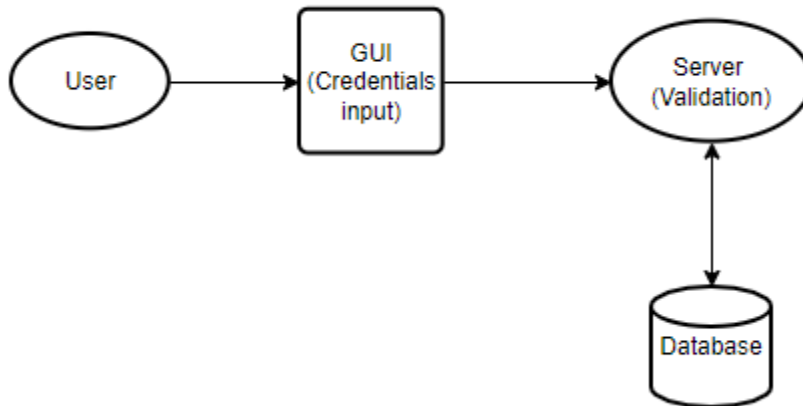 User
GUI
(Credentials
input)
Server
(Validation)
Database